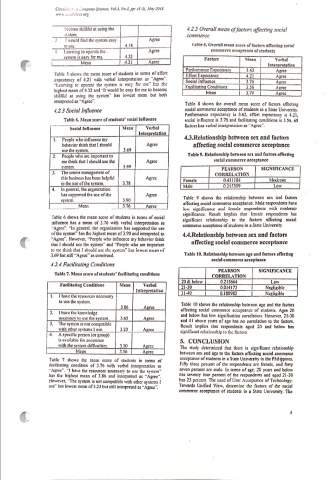 Computer Science, Vol.5, No.2, May 2018
become skillful at using the system.
3. I would find the system easy to use. 4.18 Agree
4. Learning to operate the system is easy for me. 4.33 Agree
Mean 4.21 Agree
Table 5 shows the mean score of students in terms of effort
expectancy of 4.21 with verbal interpretation as "Agree".
"Learning to operate the system is easy for me" has the
highest mean of 4.33 and "It would be easy for me to become
skillful at using the system" has lowest mean but both
interpreted as "Agree".
4.2.3 Social Influence
Table 6. Mean score of students' social influence
Social Influence Mean Verbal Interpretation
1. People who influence my behavior think that I should use the system. 3.69 Agree
2. People who are important to me think that I should use the system. 3.69 Agree
3. The senior management of this business has been helpful in the use of the system. 3.78 Agree
4. In general, the organization has supported the use of the system. 3.90 Agree
Mean 3.76 Agree
Table 6 shows the mean score of students in terms of social
influence has a mean of 3.76 with verbal interpretation as
"Agree". "In general, the organization has supported the use
of the system" has the highest mean of 3.90 and interpreted as
"Agree". However, "People who influence my behavior think
that I should use the system" and "People who are important
to me think that I should use the system" has lowest mean of
3.69 but still "Agree" as construed.
4.2.4 Facilitating Conditions
Table 7. Mean score of students' facilitating conditions
Facilitating Conditions Mean Verbal Interpretation
1. I have the resources necessary to use the system. 3.86 Agree
2. I have the knowledge necessary to use the system. 3.65 Agree
3. The system is not compatible with other systems I use. 3.23 Agree
4. A specific person (or group) is available for assistance with the system difficulties. 3.50 Agree
Mean 3.56 Agree
Table 7 shows the mean score of students in terms of
facilitating condition of 3.56 with verbal interpretation as
"Agree". "I have the resources necessary to use the system"
has the highest mean of 3.86 and interpreted as "Agree".
However, "The system is not compatible with other systems I
use" has lowest mean of 3.23 but still interpreted as "Agree".
4.2.5 Overall mean of factors affecting social
commerce
Table 8. Overall mean score of factors affecting social
commerce acceptance of students
Factors Mean Verbal Interpretation
Performance Expectancy 3.62 Agree
Effort Expectancy 4.21 Agree
Social Influence 3.76 Agree
Facilitating Conditions 3.56 Agree
Mean 3.79 Agree
Table 8 shows the overall mean score of factors affecting
social commerce acceptance of students in a State University.
Performance expectancy is 3.62, effort expectancy is 4.21,
social influence is 3.76 and facilitating conditions is 3.56, all
factors has verbal interpretation as "Agree".
4.3.Relationship between sex and factors
affecting social commerce acceptance
Table 9. Relationship between sex and factors affecting
social commerce acceptance
PEARSON CORRELATION SIGNIFICANCE
Female Moderate
Male Low
Table 9 shows the relationship between sex and factors
affecting social commerce acceptance. Male respondents have
low significance and female respondents with moderate
significance. Result implies that female respondents has
significant relationship in the factors affecting social
commerce acceptance of students in a State University.
4.4.Relationship between sex and factors
affecting social commerce acceptance
Table 10. Relationship between age and the factors affecting
social commerce acceptance
PEARSON CORRELATION SIGNIFICANCE
20 & below Low
21-30 Negligible
31-40 Negligible
Table 10 shows the relationship between age and the factors
affecting social commerce acceptance of students. Ages 20
and below has low significance correlation. However, 21-30
and 31 above years of age has no correlation to the factors.
Result implies that respondents aged 20 and below has
significant relationship to the factors.
5. CONCLUSION
The study determined that there is significant relationship
between sex and age to the factors affecting social commerce
acceptance of students in a State University in the Philippines.
Fifty three percent of the respondents are female, and forty
seven percent are male. In terms of age, 20 years and below
has seventy four percent of the respondents and aged 21-30
has 23 percent. The used of User Acceptance of Technology:
Towards Unified View, determine the factors of the social
commerce acceptance of students in a State University. The